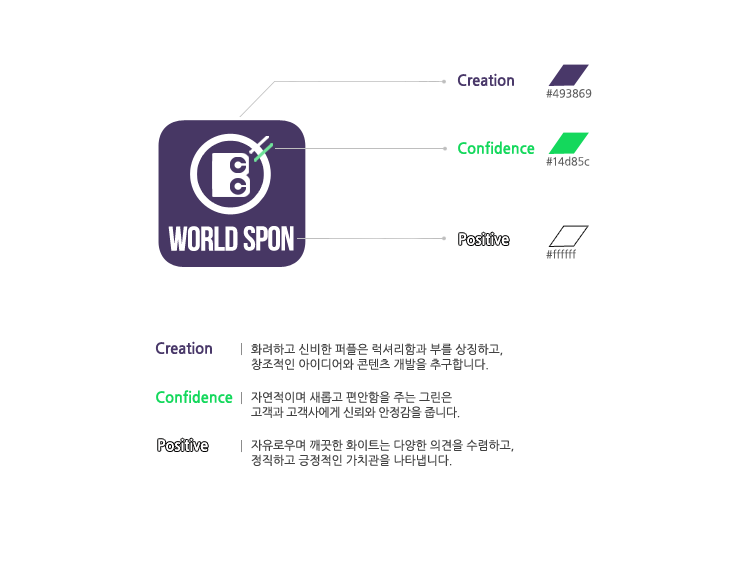 Creation
#493869
Confidence
#14d85c
WORLD SPON
Positive
#ffffff
Creation | 화려하고 신비한 퍼플은 럭셔리함과 부를 상징하고,
창조적인 아이디어와 콘텐츠 개발을 추구합니다.
Confidence | 자연적이며 새롭고 편안함을 주는 그린은
고객과 고객사에게 신뢰와 안정감을 줍니다.
Positive | 자유로우며 깨끗한 화이트는 다양한 의견을 수렴하고,
정직하고 긍정적인 가치관을 나타냅니다.